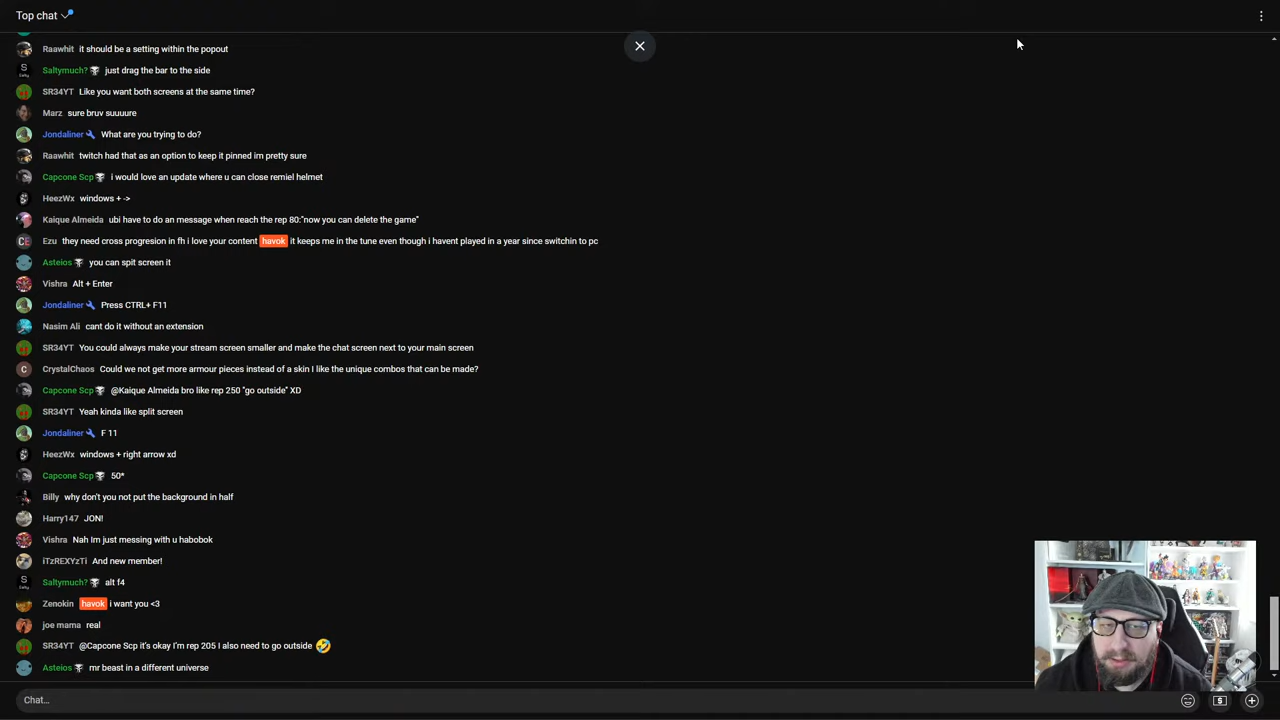 Top chat
Raawhit it should be a setting within the popout
Saltymuch? just drag the bar to the side
SR34YT Like you want both screens at the same time?
Marz sure bruv suuuure
Jondaliner What are you trying to do?
Raawhit twitch had that as an option to keep it pinned im pretty sure
Capcone Scp i would love an update where u can close remiel helmet
HeezWx windows + ->
Kaique Almeida ubi have to do an message when reach the rep 80:"now you can delete the game"
CE Ezu they need cross progresion in fh i love your content havok it keeps me in the tune even though i havent played in a year since switchin to pc
Asteios you can spit screen it
Vishra Alt + Enter
Jondaliner Press CTRL+ F11
Nasim Ali cant do it without an extension
SR34YT You could always make your stream screen smaller and make the chat screen next to your main screen
C CrystalChaos Could we not get more armour pieces instead of a skin I like the unique combos that can be made?
Capcone Scp @Kaique Almeida bro like rep 250 "go outside" XD
SR34YT Yeah kinda like split screen
Jondaliner F 11
HeezWx windows + right arrow xd
Capcone Scp 50*
Billy why don't you not put the background in half
Harry147 JON!
Vishra Nah Im just messing with u habobok
iTzREXYzTi And new member!
Saltymuch? alt f4
Zenokin havok i want you <3
joe mama real
SR34YT @Capcone Scp it's okay I'm rep 205 I also need to go outside 🤣
Asteios mr beast in a different universe
Chat...